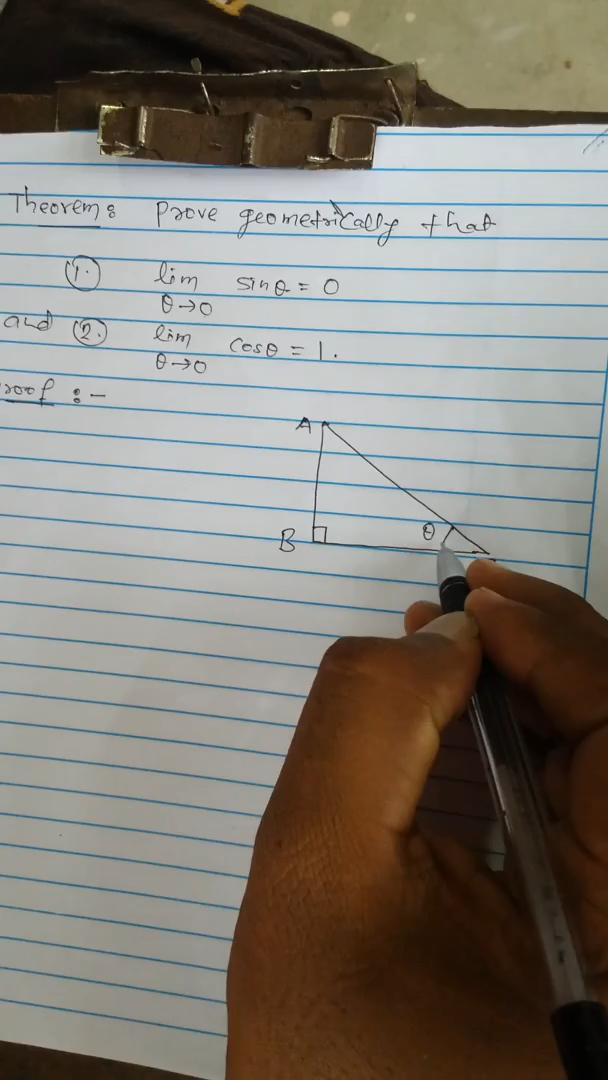 Theorem: Prove geometrically that
(1.) lim sinθ = 0
θ→0
and (2.) lim cosθ = 1.
θ→0
roof :-
A
B θ